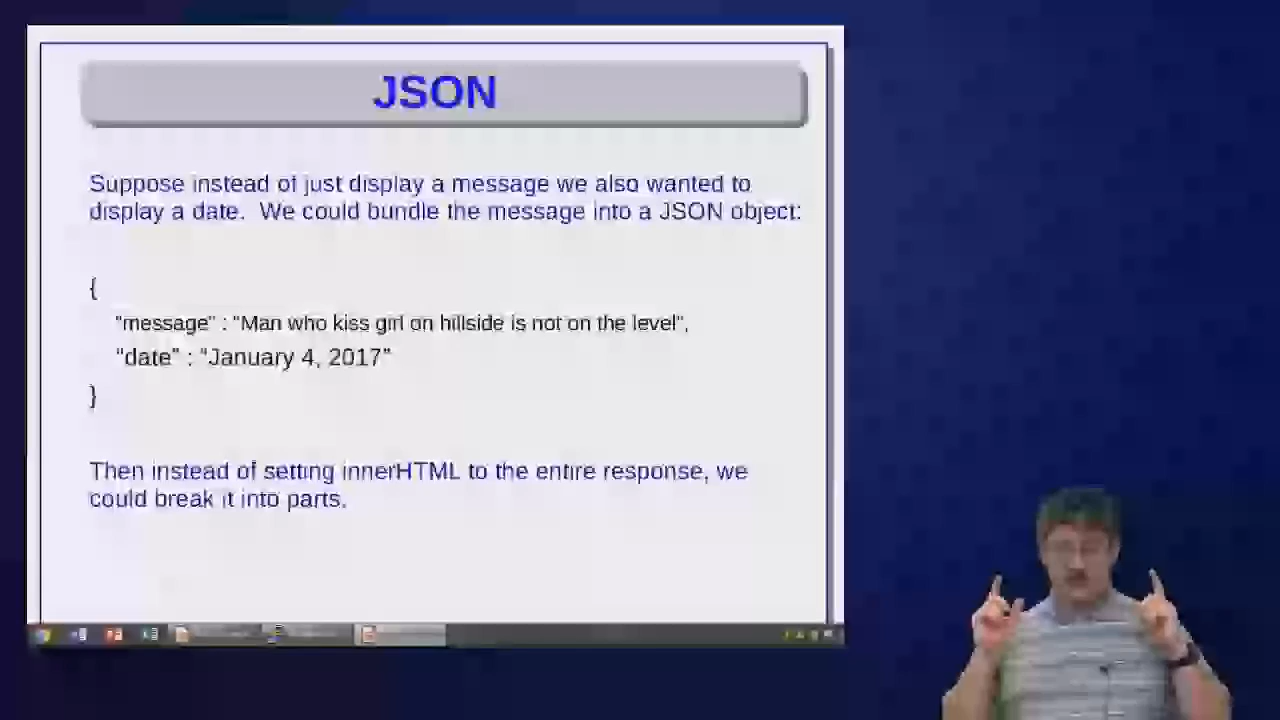 JSON
Suppose instead of just display a message we also wanted to
display a date. We could bundle the message into a JSON object:
{
"message" : "Man who kiss girl on hillside is not on the level",
"date" : "January 4, 2017"
}
Then instead of setting innerHTML to the entire response, we
could break it into parts.